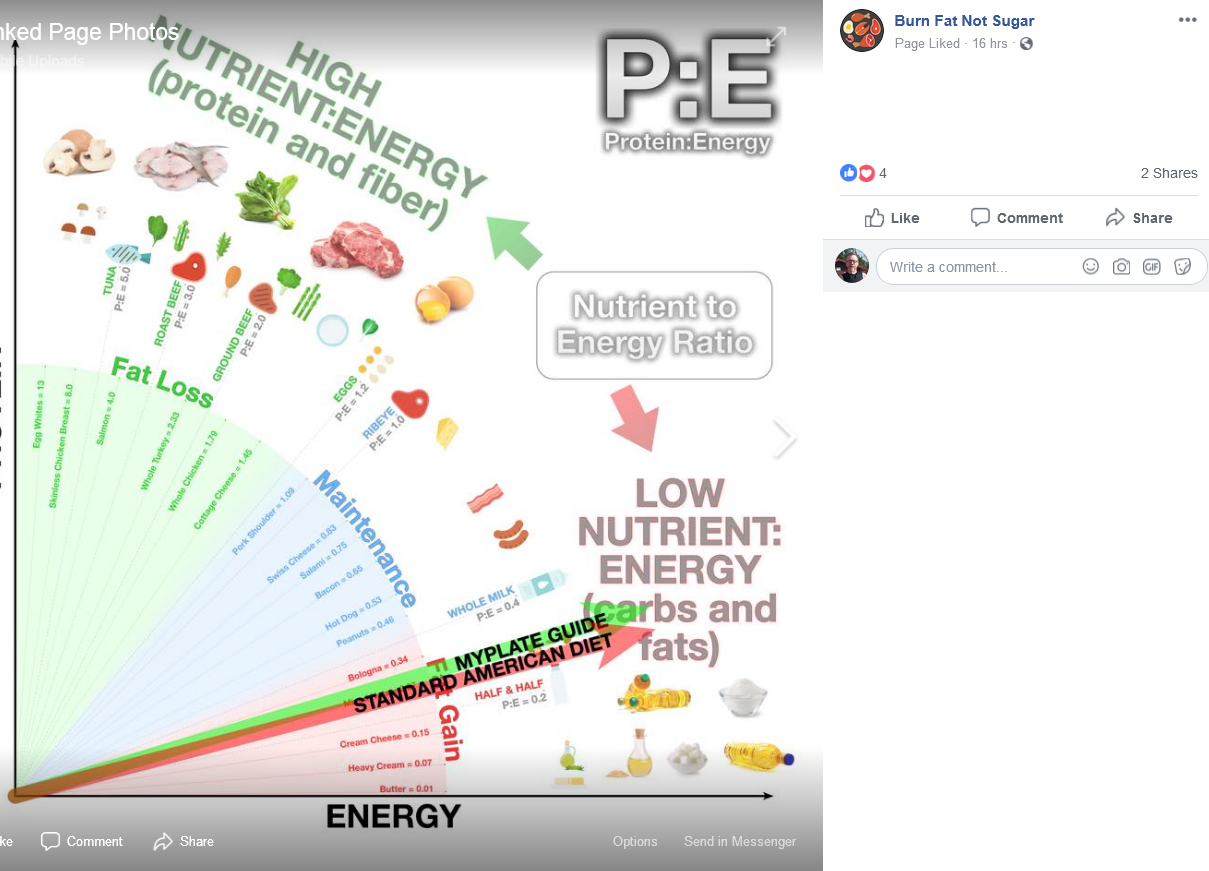 nked Page Photos
Uploads
HIGH
NUTRIENT:ENERGY
(protein and fiber)
P:E
Protein:Energy
TUNA
P:E = 5.0
ROAST BEEF
P:E = 3.0
GROUND BEEF
P:E = 2.0
EGGS
P:E = 1.2
RIBEYE
P:E = 1.0
Nutrient to
Energy Ratio
Fat Loss
Egg Whites = 13
Skinless Chicken Breast = 8.0
Salmon = 4.0
Whole Turkey = 2.33
Whole Chicken = 1.79
Cottage Cheese = 1.45
Maintenance
Pork Shoulder = 1.09
Swiss Cheese = 0.83
Salami = 0.75
Bacon = 0.65
Hot Dog = 0.53
Peanuts = 0.46
LOW
NUTRIENT:
ENERGY
(carbs and
fats)
WHOLE MILK
P:E = 0.4
MYPLATE GUIDE
STANDARD AMERICAN DIET
Bologna = 0.34
Gain
HALF & HALF
P:E = 0.2
Cream Cheese = 0.15
Heavy Cream = 0.07
Butter = 0.01
ENERGY
ke
Comment
Share
Options
Send in Messenger
Burn Fat Not Sugar
Page Liked · 16 hrs ·
4
2 Shares
Like
Comment
Share
Write a comment...
GIF